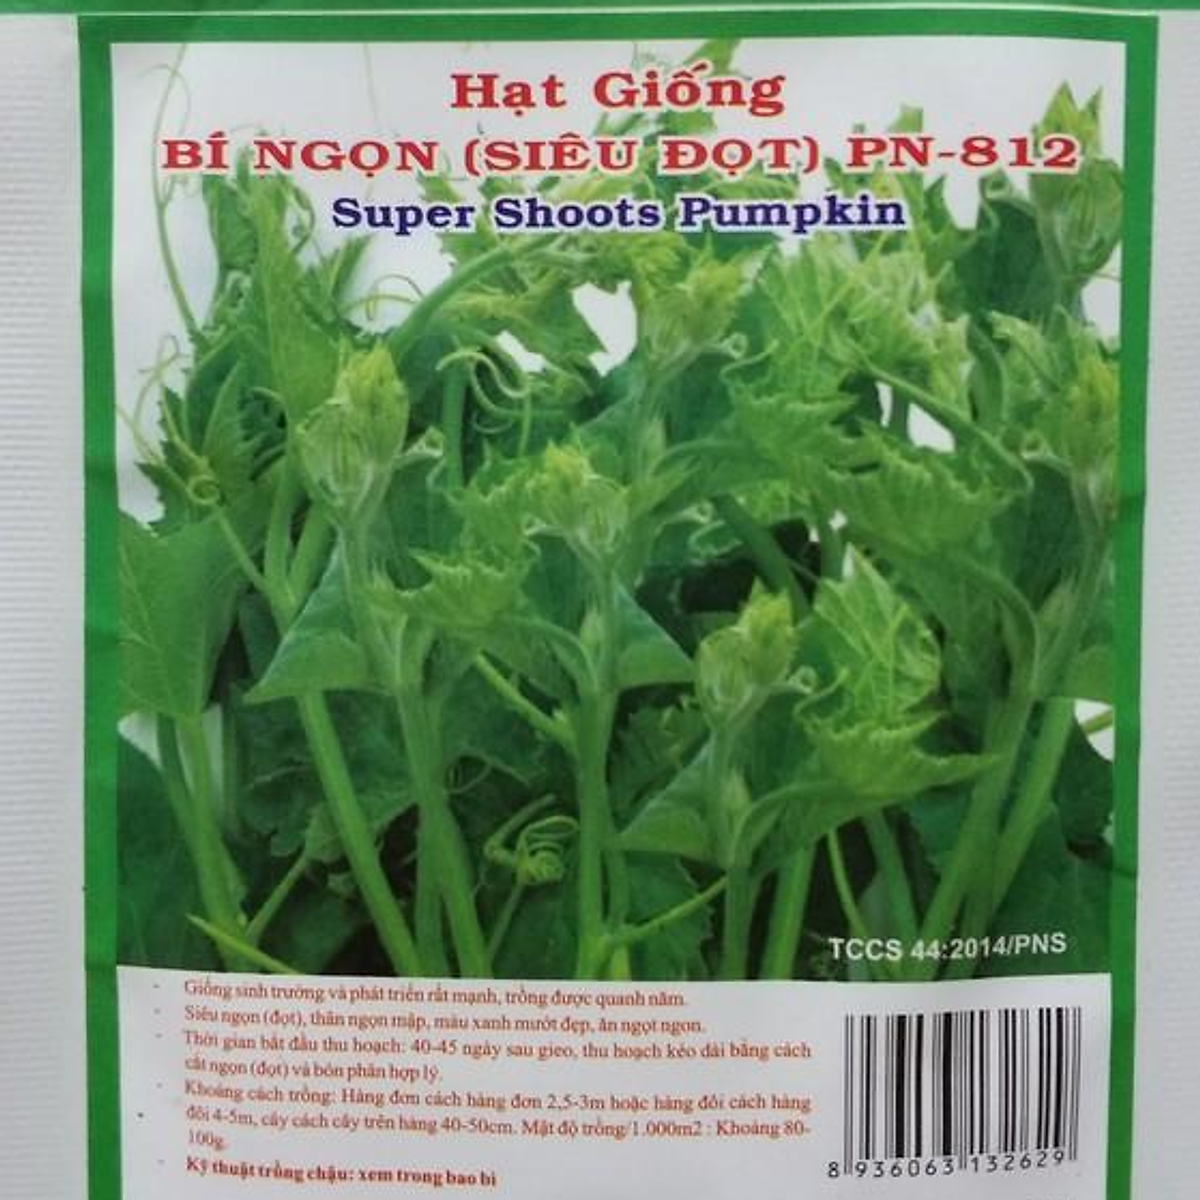 Hạt Giống
BÍ NGỌN (SIÊU ĐỌT) PN-812
Super Shoots Pumpkin
TCCS 44:2014/PNS
- Giống sinh trưởng và phát triển rất mạnh, trồng được quanh năm.
- Siêu ngọn (đọt), thân ngọn mập, màu xanh mướt đẹp, ăn ngọt ngon.
- Thời gian bắt đầu thu hoạch: 40-45 ngày sau gieo, thu hoạch kéo dài bằng cách
cắt ngọn (đọt) và bón phân hợp lý.
- Khoảng cách trồng: Hàng đơn cách hàng đơn 2,5-3m hoặc hàng đôi cách hàng
đôi 4-5m, cây cách cây trên hàng 40-50cm. Mật độ trồng/1.000m2 : Khoảng 80-
100g.
- Kỹ thuật trồng chậu: xem trong bao bì
8 936063 132629